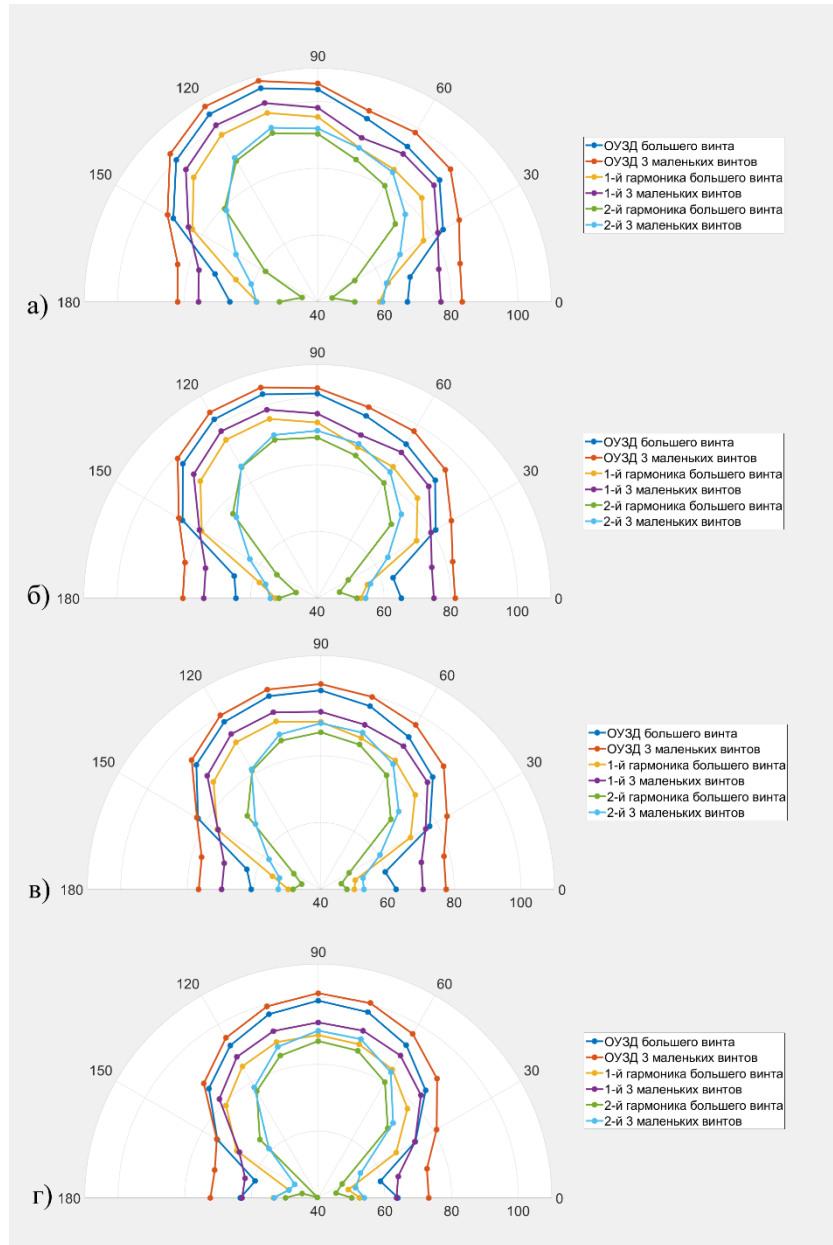 90
120
60
150
30
180
40
60
80
100
0
а)
ОУЗД большего винта
ОУЗД 3 маленьких винтов
1-й гармоника большего винта
1-й 3 маленьких винтов
2-й гармоника большего винта
2-й 3 маленьких винтов
90
120
60
150
30
180
40
60
80
100
0
б)
ОУЗД большего винта
ОУЗД 3 маленьких винтов
1-й гармоника большего винта
1-й 3 маленьких винтов
2-й гармоника большего винта
2-й 3 маленьких винтов
90
120
60
150
30
180
40
60
80
100
0
в)
ОУЗД большего винта
ОУЗД 3 маленьких винтов
1-й гармоника большего винта
1-й 3 маленьких винтов
2-й гармоника большего винта
2-й 3 маленьких винтов
90
120
60
150
30
180
40
60
80
100
0
г)
ОУЗД большего винта
ОУЗД 3 маленьких винтов
1-й гармоника большего винта
1-й 3 маленьких винтов
2-й гармоника большего винта
2-й 3 маленьких винтов